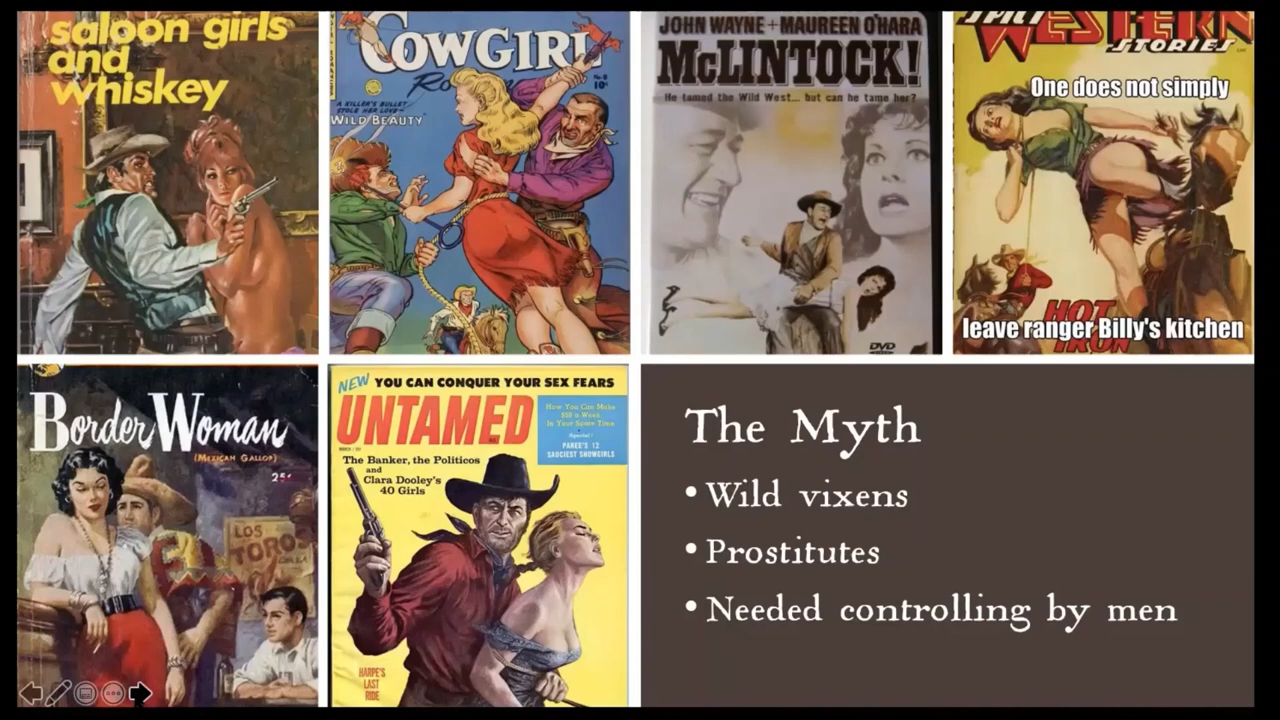 saloon girls
and
whiskey
COWGIRL
No.8
10¢
A KILLER'S BULLET
STOLE HER LOVE-
WILD BEAUTY
JOHN WAYNE + MAUREEN O'HARA
McLINTOCK!
He tamed the Wild West... but can he tame her?
DVD
WESTERN
STORIES
One does not simply
HOT
IRON
leave ranger Billy's kitchen
Border Woman
(MEXICAN GALLOP)
25¢
LOS
TOROS
NEW YOU CAN CONQUER YOUR SEX FEARS
UNTAMED
How You Can Make
$50 a Week
In Your Spare Time
Special!
PAREE'S 12
SAUCIEST SHOWGIRLS
The Banker, the Politicos
and
Clara Dooley's
40 Girls
HARPE'S
LAST
RIDE
The Myth
• Wild vixens
• Prostitutes
• Needed controlling by men